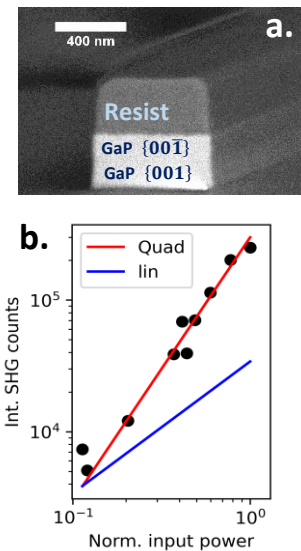 a.
400 nm
Resist
GaP {001̄}
GaP {001}
b.
Quad
lin
Int. SHG counts
10⁵
10⁴
10⁻¹
10⁰
Norm. input power